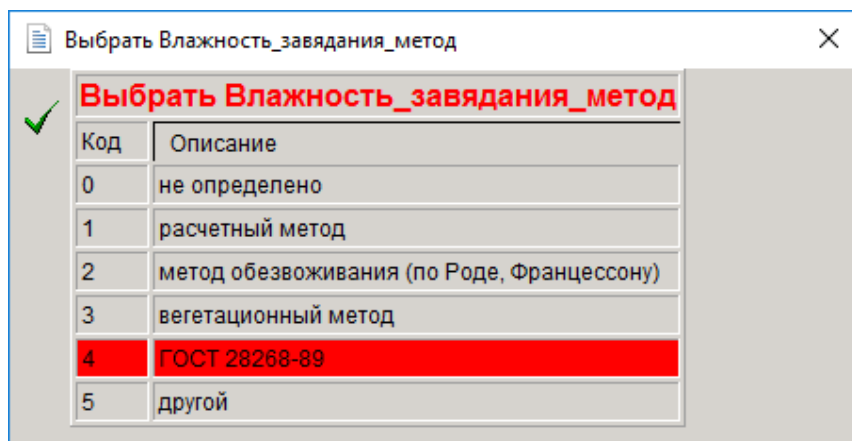 Выбрать Влажность_завядания_метод
Выбрать Влажность_завядания_метод
Код Описание
0 не определено
1 расчетный метод
2 метод обезвоживания (по Роде, Францессону)
3 вегетационный метод
4 ГОСТ 28268-89
5 другой